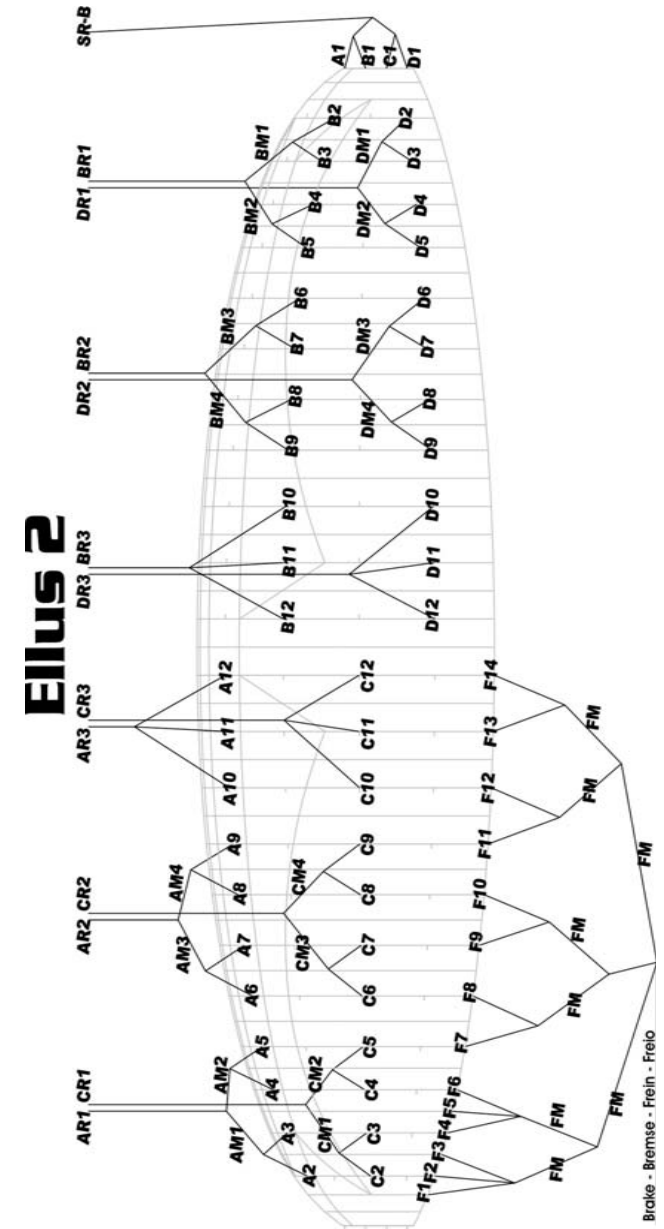 Ellus 2
AR1 CR1
AR2 CR2
AR3 CR3
DR3 BR3
DR2 BR2
DR1 BR1
SR-B
AM1
AM2
AM3
AM4
A2
A3
A4
A5
A6
A7
A8
A9
A10
A11
A12
CM1
CM2
CM3
CM4
C2
C3
C4
C5
C6
C7
C8
C9
C10
C11
C12
BM4
BM3
BM2
BM1
B12
B11
B10
B9
B8
B7
B6
B5
B4
B3
B2
DM4
DM3
DM2
DM1
D12
D11
D10
D9
D8
D7
D6
D5
D4
D3
D2
A1
B1
C1
D1
F1
F2
F3
F4
F5
F6
F7
F8
F9
F10
F11
F12
F13
F14
FM
FM
FM
FM
FM
FM
FM
FM
Brake - Bremse - Frein - Freio